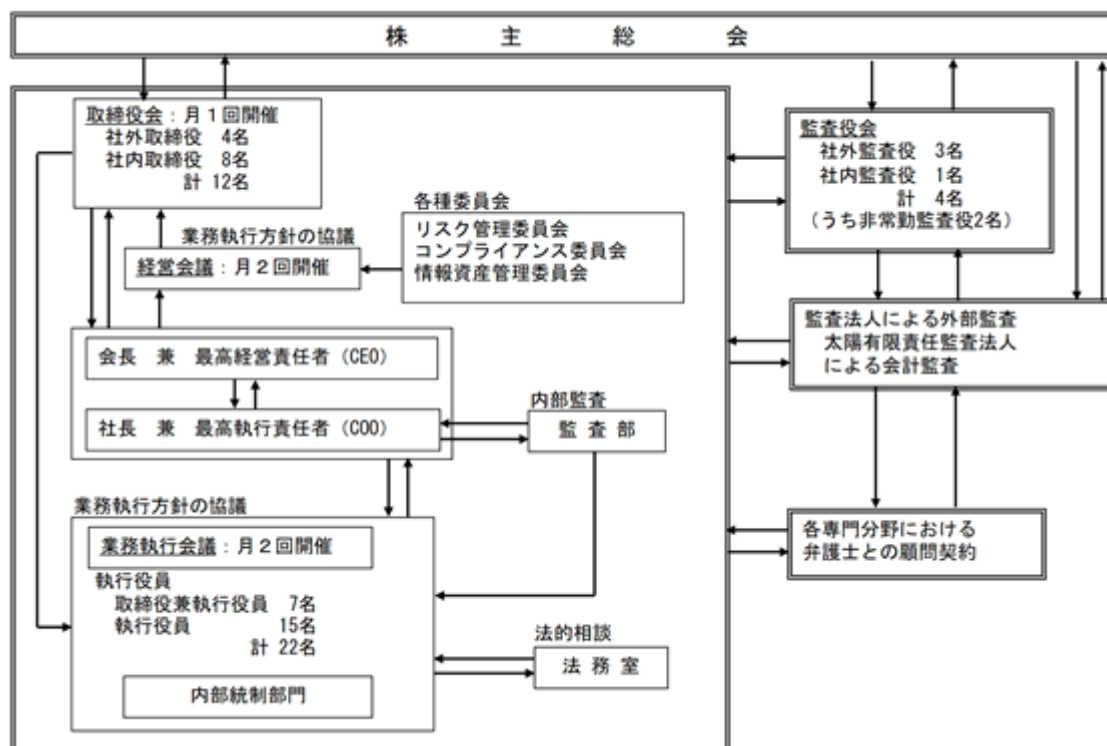 株主総会
取締役会：月１回開催
社外取締役 4名
社内取締役 8名
計 12名
業務執行方針の協議
経営会議：月２回開催
各種委員会
リスク管理委員会
コンプライアンス委員会
情報資産管理委員会
会長 兼 最高経営責任者（CEO）
社長 兼 最高執行責任者（COO）
内部監査
監査部
業務執行方針の協議
業務執行会議：月２回開催
執行役員
取締役兼執行役員 7名
執行役員 15名
計 22名
内部統制部門
法的相談
法務室
監査役会
社外監査役 3名
社内監査役 1名
計 4名
（うち非常勤監査役2名）
監査法人による外部監査
太陽有限責任監査法人
による会計監査
各専門分野における
弁護士との顧問契約